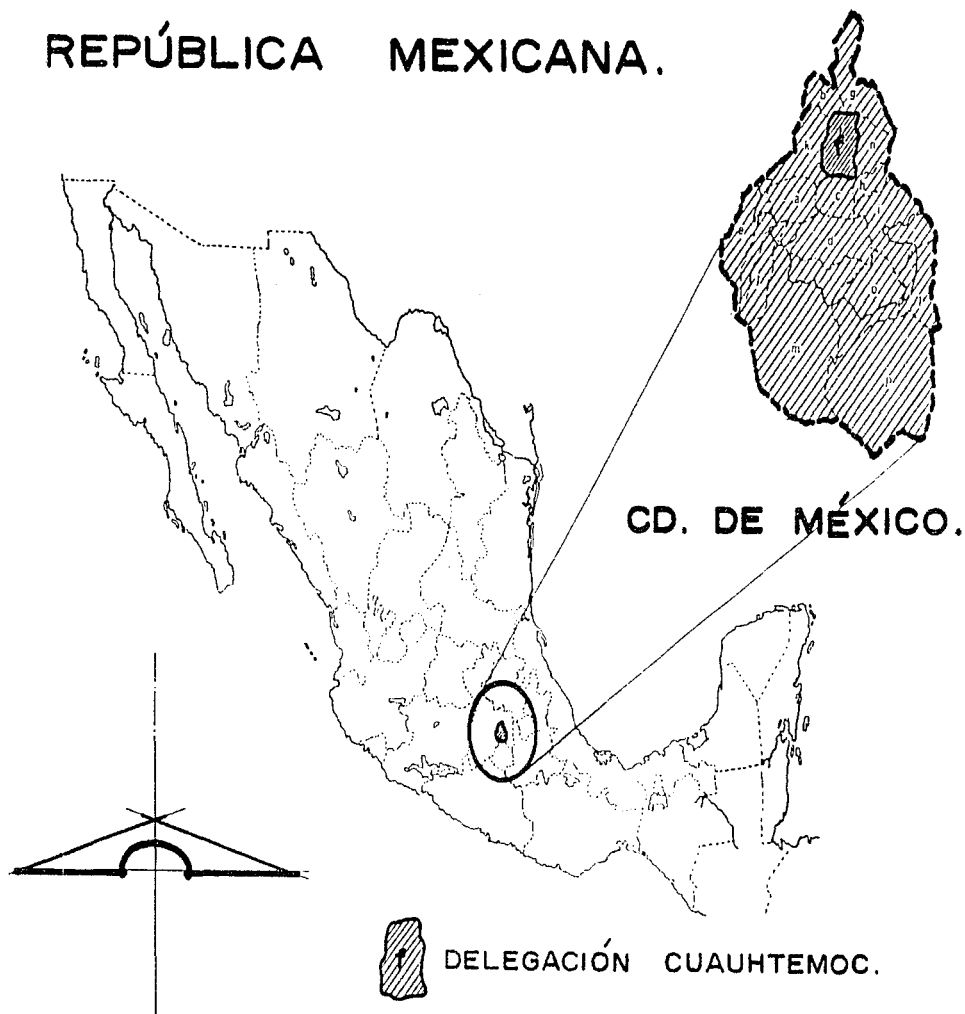 REPÚBLICA MEXICANA.
b g
k f n
h
a c i
e
d
o l
m
p
CD. DE MÉXICO.
f DELEGACIÓN CUAUHTEMOC.